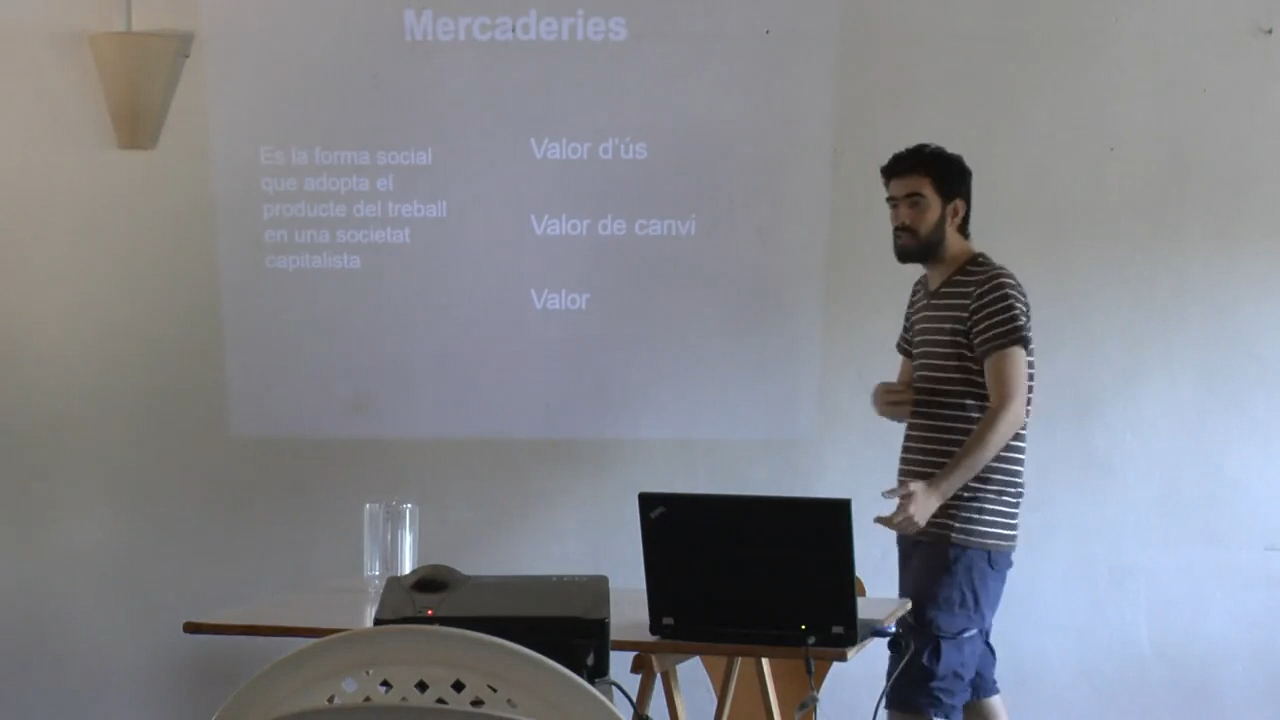 Mercaderies
Es la forma social
que adopta el
producte del treball
en una societat
capitalista
Valor d'ús
Valor de canvi
Valor